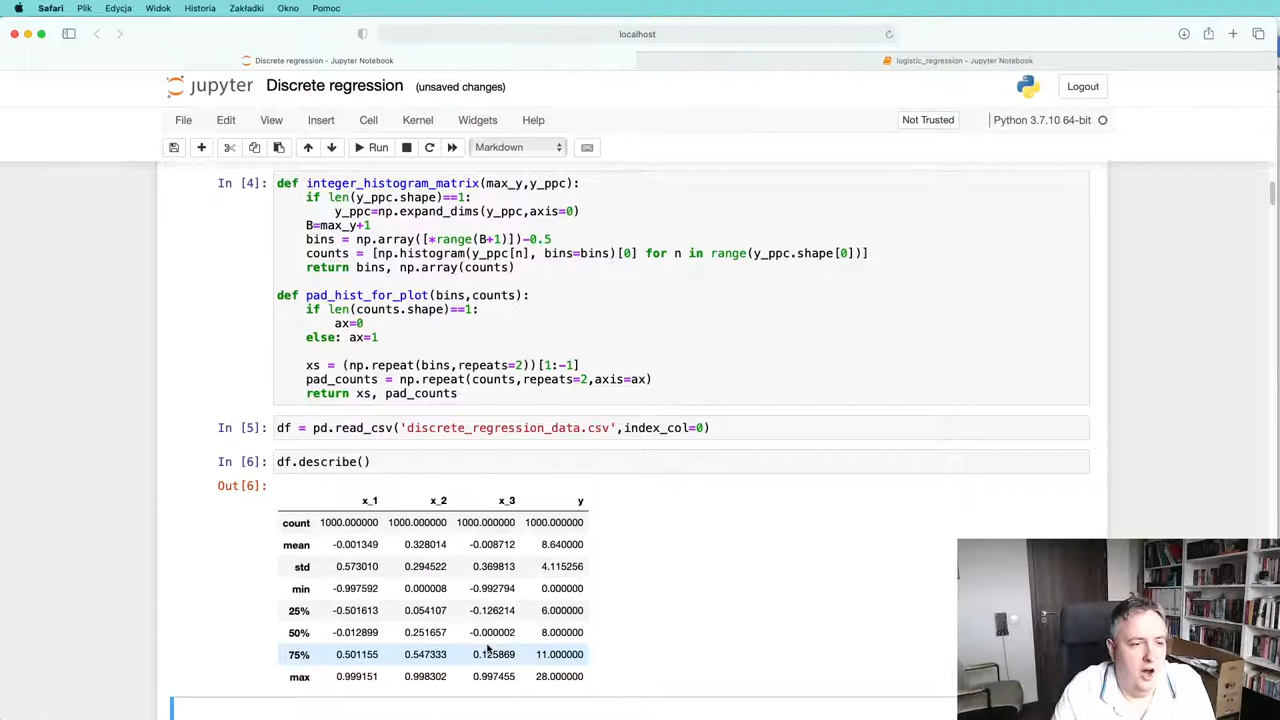 Safari Plik Edycja Widok Historia Zakładki Okno Pomoc
localhost
Discrete regression - Jupyter Notebook
logistic_regression - Jupyter Notebook
jupyter Discrete regression (unsaved changes)
Logout
File Edit View Insert Cell Kernel Widgets Help
Not Trusted
Python 3.7.10 64-bit
Run
Markdown
In [4]: def integer_histogram_matrix(max_y,y_ppc):
if len(y_ppc.shape)==1:
y_ppc=np.expand_dims(y_ppc,axis=0)
B=max_y+1
bins = np.array([*range(B+1)])-0.5
counts = [np.histogram(y_ppc[n], bins=bins)[0] for n in range(y_ppc.shape[0])]
return bins, np.array(counts)
def pad_hist_for_plot(bins,counts):
if len(counts.shape)==1:
ax=0
else: ax=1
xs = (np.repeat(bins,repeats=2))[1:-1]
pad_counts = np.repeat(counts,repeats=2,axis=ax)
return xs, pad_counts
In [5]: df = pd.read_csv('discrete_regression_data.csv',index_col=0)
In [6]: df.describe()
Out[6]:
x_1 x_2 x_3 y
count 1000.000000 1000.000000 1000.000000 1000.000000
mean -0.001349 0.328014 -0.008712 8.640000
std 0.573010 0.294522 0.369813 4.115256
min -0.997592 0.000008 -0.992794 0.000000
25% -0.501613 0.054107 -0.126214 6.000000
50% -0.012899 0.251657 -0.000002 8.000000
75% 0.501155 0.547333 0.125869 11.000000
max 0.999151 0.998302 0.997455 28.000000